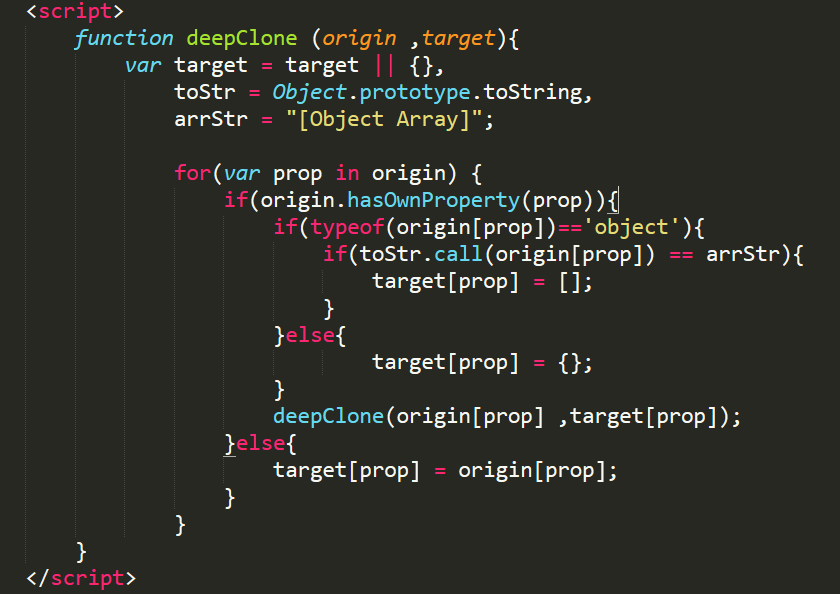 <script>
function deepClone (origin ,target){
var target = target || {},
toStr = Object.prototype.toString,
arrStr = "[Object Array]";
for(var prop in origin) {
if(origin.hasOwnProperty(prop)){
if(typeof(origin[prop])=='object'){
if(toStr.call(origin[prop]) == arrStr){
target[prop] = [];
}
}else{
target[prop] = {};
}
deepClone(origin[prop] ,target[prop]);
}else{
target[prop] = origin[prop];
}
}
}
</script>